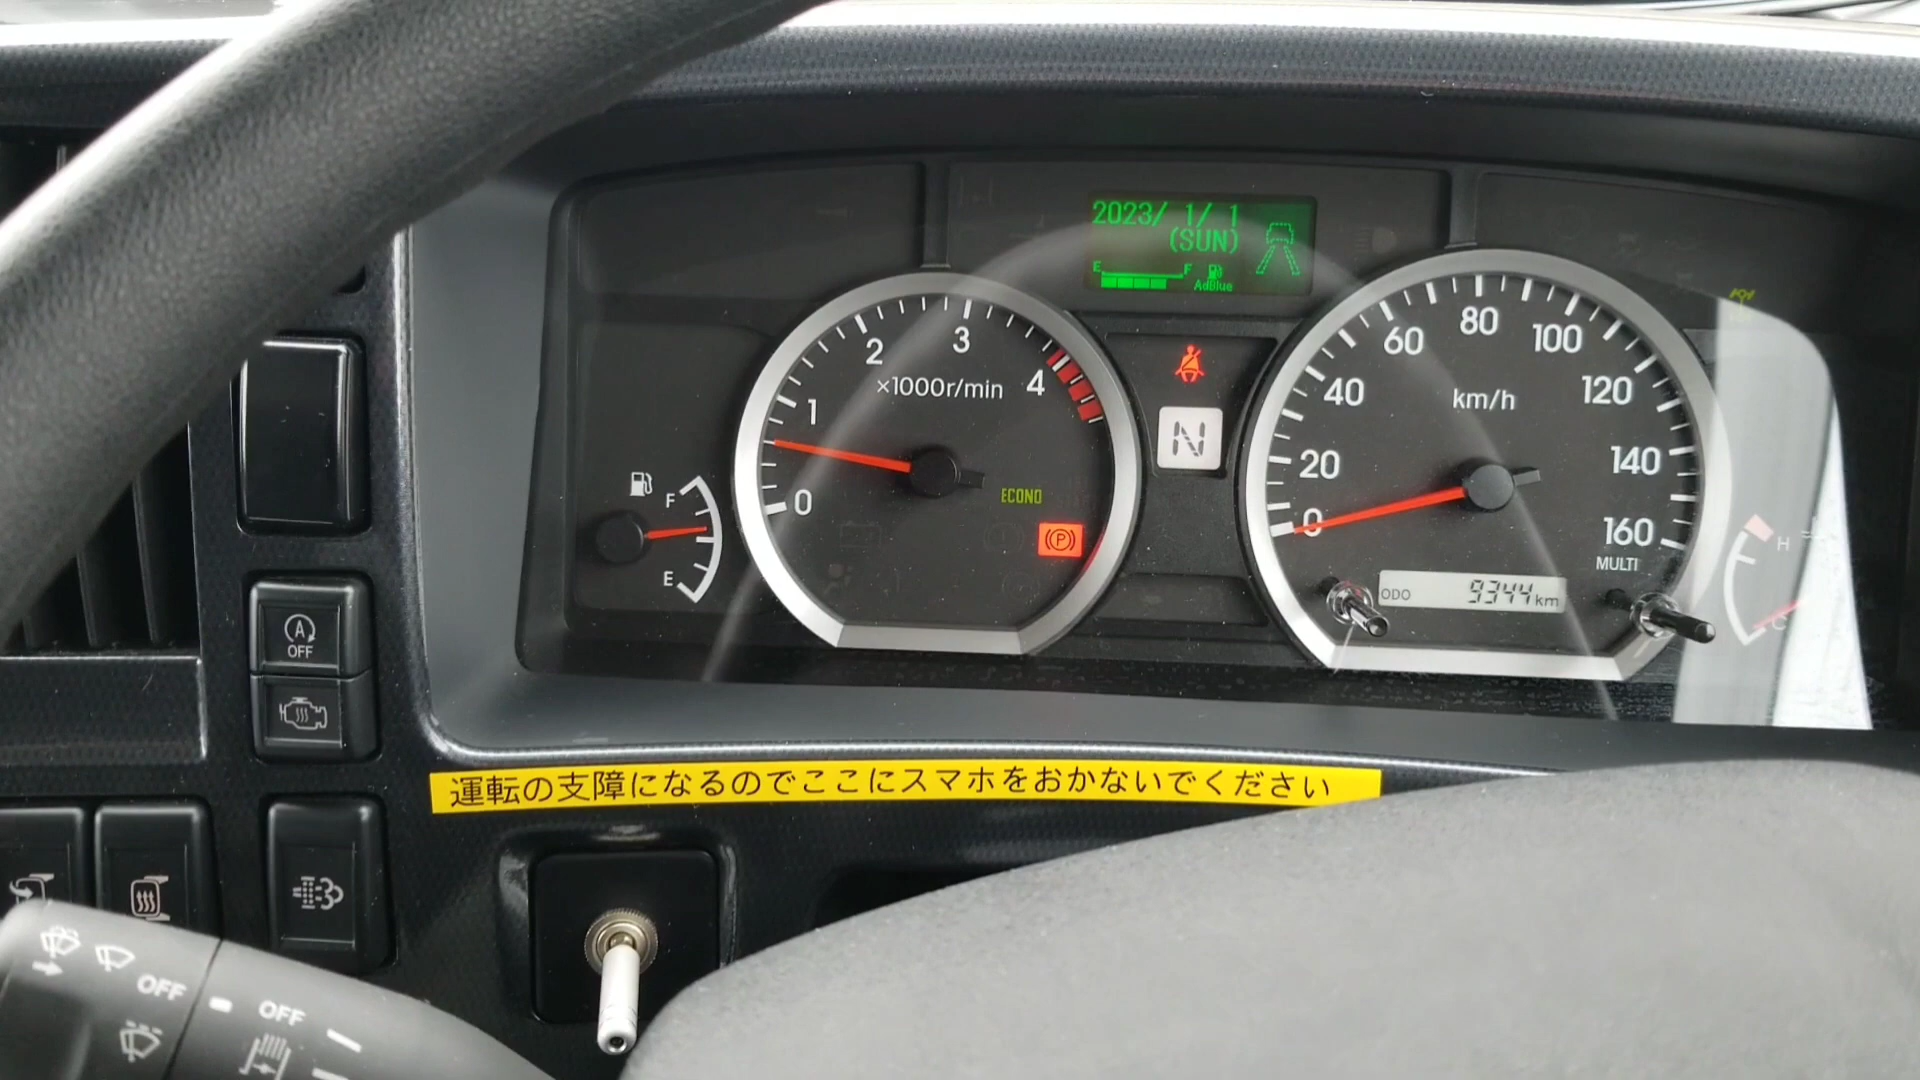 2023/ 1/ 1
(SUN)
E F
AdBlue
0 1 2 3 4
×1000r/min
ECONO
(P)
F
E
N
0 20 40 60 80 100 120 140 160
km/h
MULTI
ODO 9344 km
H
C
A
OFF
運転の支障になるのでここにスマホをおかないでください
OFF
OFF